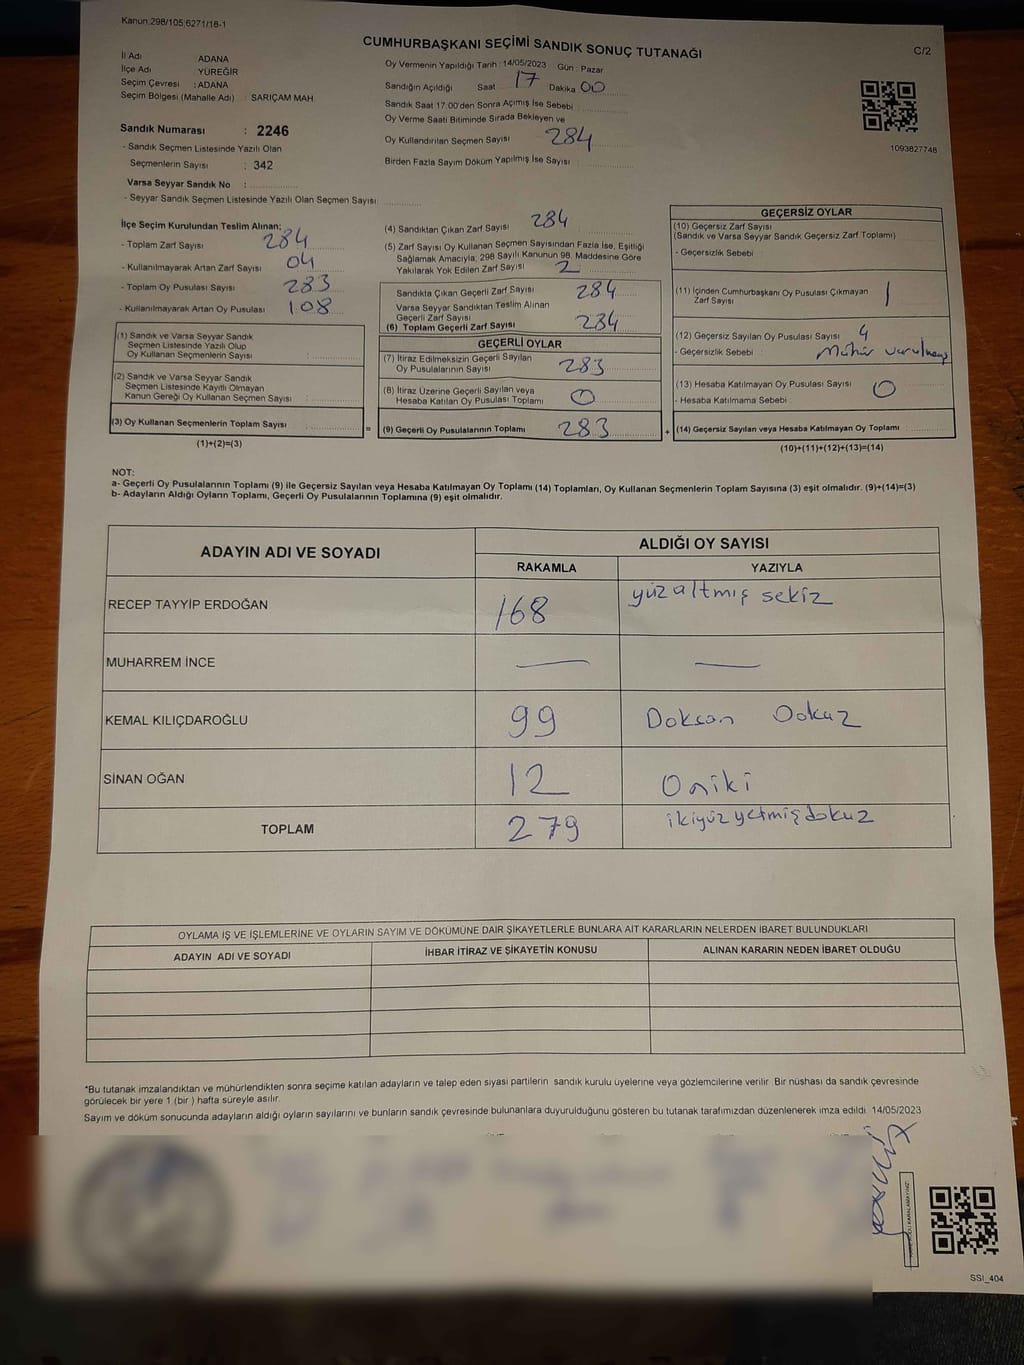 Kanun:298/105;6271/18-1
CUMHURBAŞKANI SEÇİMİ SANDIK SONUÇ TUTANAĞI
C/2
İl Adı ADANA
İlçe Adı YÜREĞİR
Seçim Çevresi : ADANA
Seçim Bölgesi (Mahalle Adı) : SARIÇAM MAH
Sandık Numarası : 2246
- Sandık Seçmen Listesinde Yazılı Olan
Seçmenlerin Sayısı : 342
Varsa Seyyar Sandık No :
- Seyyar Sandık Seçmen Listesinde Yazılı Olan Seçmen Sayısı
Oy Vermenin Yapıldığı Tarih : 14/05/2023 Gün : Pazar
Sandığın Açıldığı Saat 17 Dakika 00
Sandık Saat 17:00'den Sonra Açımış İse Sebebi
Oy Verme Saati Bitiminde Sırada Bekleyen ve
Oy Kullandırılan Seçmen Sayısı 284
Birden Fazla Sayım Döküm Yapılmış İse Sayısı :
1093827748
İlçe Seçim Kurulundan Teslim Alınan:
- Toplam Zarf Sayısı 284
- Kullanılmayarak Artan Zarf Sayısı 04
- Toplam Oy Pusulası Sayısı 283
- Kullanılmayarak Artan Oy Pusulası 108
(1) Sandık ve Varsa Seyyar Sandık
Seçmen Listesinde Yazılı Olup
Oy Kullanan Seçmenlerin Sayısı :
(2) Sandık ve Varsa Seyyar Sandık
Seçmen Listesinde Kayıtlı Olmayan
Kanun Gereği Oy Kullanan Seçmen Sayısı :
(3) Oy Kullanan Seçmenlerin Toplam Sayısı
(1)+(2)=(3)
(4) Sandıktan Çıkan Zarf Sayısı 284
(5) Zarf Sayısı Oy Kullanan Seçmen Sayısından Fazla İse, Eşitliği
Sağlamak Amacıyla, 298 Sayılı Kanunun 98. Maddesine Göre
Yakılarak Yok Edilen Zarf Sayısı 2
Sandıkta Çıkan Geçerli Zarf Sayısı 284
Varsa Seyyar Sandıktan Teslim Alınan
Geçerli Zarf Sayısı
(6) Toplam Geçerli Zarf Sayısı 284
GEÇERLİ OYLAR
(7) İtiraz Edilmeksizin Geçerli Sayılan
Oy Pusulalarının Sayısı 283
(8) İtiraz Üzerine Geçerli Sayılan veya
Hesaba Katılan Oy Pusulası Toplamı 0
= (9) Geçerli Oy Pusulalarının Toplamı 283 +
GEÇERSİZ OYLAR
(10) Geçersiz Zarf Sayısı
(Sandık ve Varsa Seyyar Sandık Geçersiz Zarf Toplamı)
- Geçersizlik Sebebi
(11) İçinden Cumhurbaşkanı Oy Pusulası Çıkmayan 1
Zarf Sayısı
(12) Geçersiz Sayılan Oy Pusulası Sayısı 4
- Geçersizlik Sebebi : Mühür
(13) Hesaba Katılmayan Oy Pusulası Sayısı 0
- Hesaba Katılmama Sebebi
(14) Geçersiz Sayılan veya Hesaba Katılmayan Oy Toplamı
(10)+(11)+(12)+(13)=(14)
NOT:
a- Geçerli Oy Pusulalarının Toplamı (9) ile Geçersiz Sayılan veya Hesaba Katılmayan Oy Toplamı (14) Toplamları, Oy Kullanan Seçmenlerin Toplam Sayısına (3) eşit olmalıdır. (9)+(14)=(3)
b- Adayların Aldığı Oyların Toplamı, Geçerli Oy Pusulalarının Toplamına (9) eşit olmalıdır.
ADAYIN ADI VE SOYADI
ALDIĞI OY SAYISI
RAKAMLA YAZIYLA
RECEP TAYYİP ERDOĞAN 168 yüzaltmış sekiz
MUHARREM İNCE — —
KEMAL KILIÇDAROĞLU 99 Doksan Dokuz
SİNAN OĞAN 12 Oniki
TOPLAM 279 ikiyüzyetmişdokuz
OYLAMA İŞ VE İŞLEMLERİNE VE OYLARIN SAYIM VE DÖKÜMÜNE DAİR ŞİKAYETLERLE BUNLARA AİT KARARLARIN NELERDEN İBARET BULUNDUKLARI
ADAYIN ADI VE SOYADI İHBAR İTİRAZ VE ŞİKAYETİN KONUSU ALINAN KARARIN NEDEN İBARET OLDUĞU
*Bu tutanak imzalandıktan ve mühürlendikten sonra seçime katılan adayların ve talep eden siyasi partilerin sandık kurulu üyelerine veya gözlemcilerine verilir. Bir nüshası da sandık çevresinde
görülecek bir yere 1 (bir ) hafta süreyle asılır.
Sayım ve döküm sonucunda adayların aldığı oyların sayılarını ve bunların sandık çevresinde bulunanlara duyurulduğunu gösteren bu tutanak tarafımızdan düzenlenerek imza edildi. 14/05/2023
SSI_404